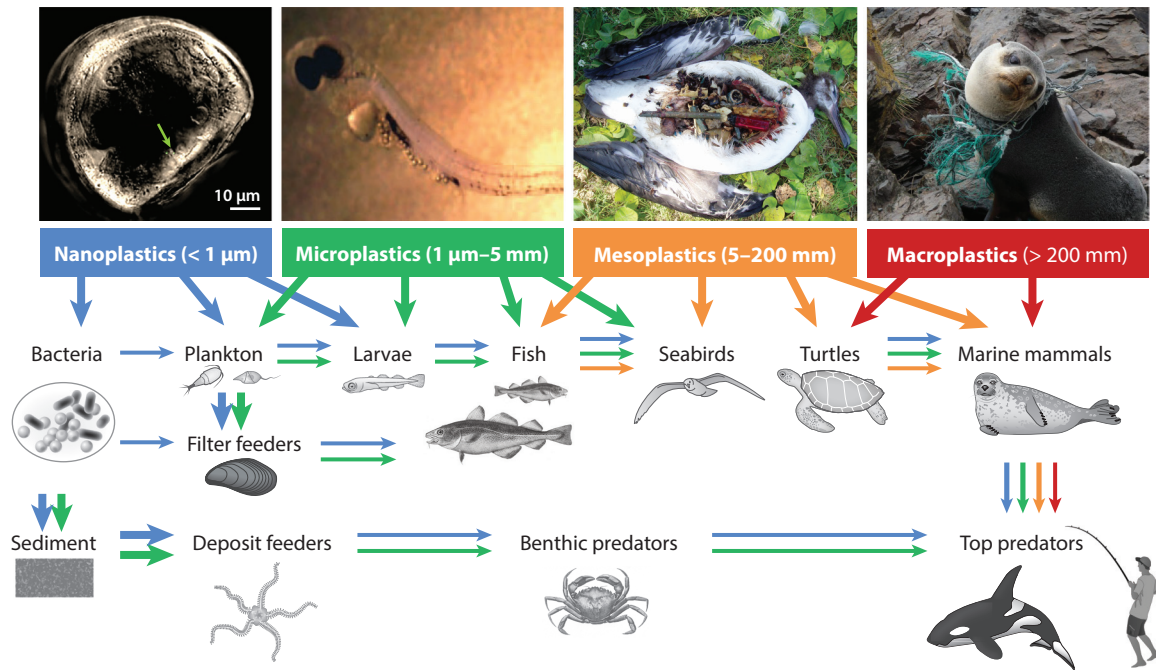 10 µm
Nanoplastics (< 1 µm)
Microplastics (1 µm–5 mm)
Mesoplastics (5–200 mm)
Macroplastics (> 200 mm)
Bacteria
Plankton
Larvae
Fish
Seabirds
Turtles
Marine mammals
Filter feeders
Sediment
Deposit feeders
Benthic predators
Top predators